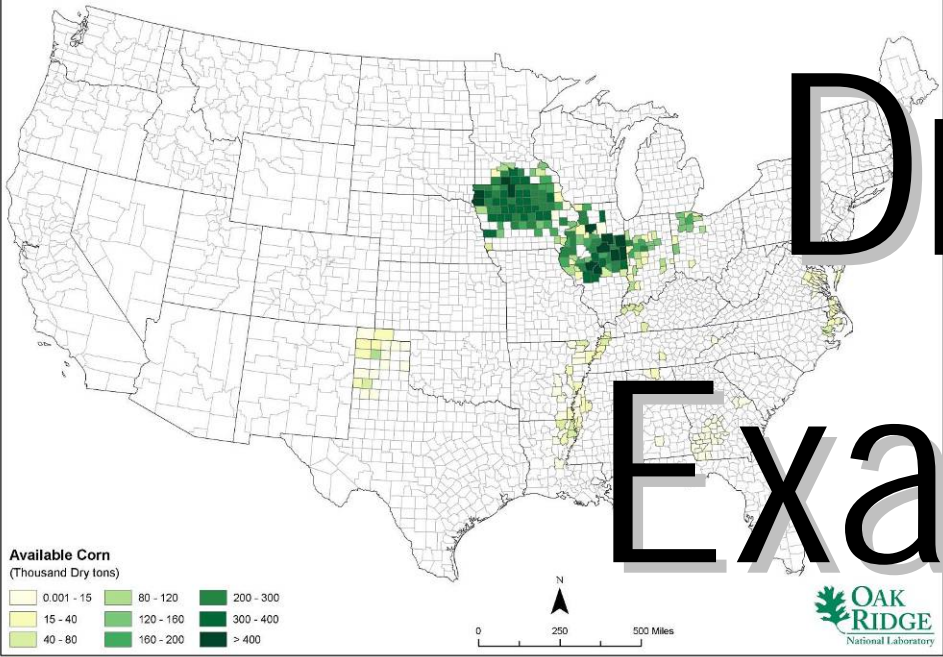 Dr
Exa
Available Corn
(Thousand Dry tons)
0.001 - 15
15 - 40
40 - 80
80 - 120
120 - 160
160 - 200
200 - 300
300 - 400
> 400
N
0 250 500 Miles
OAK
RIDGE
National Laboratory